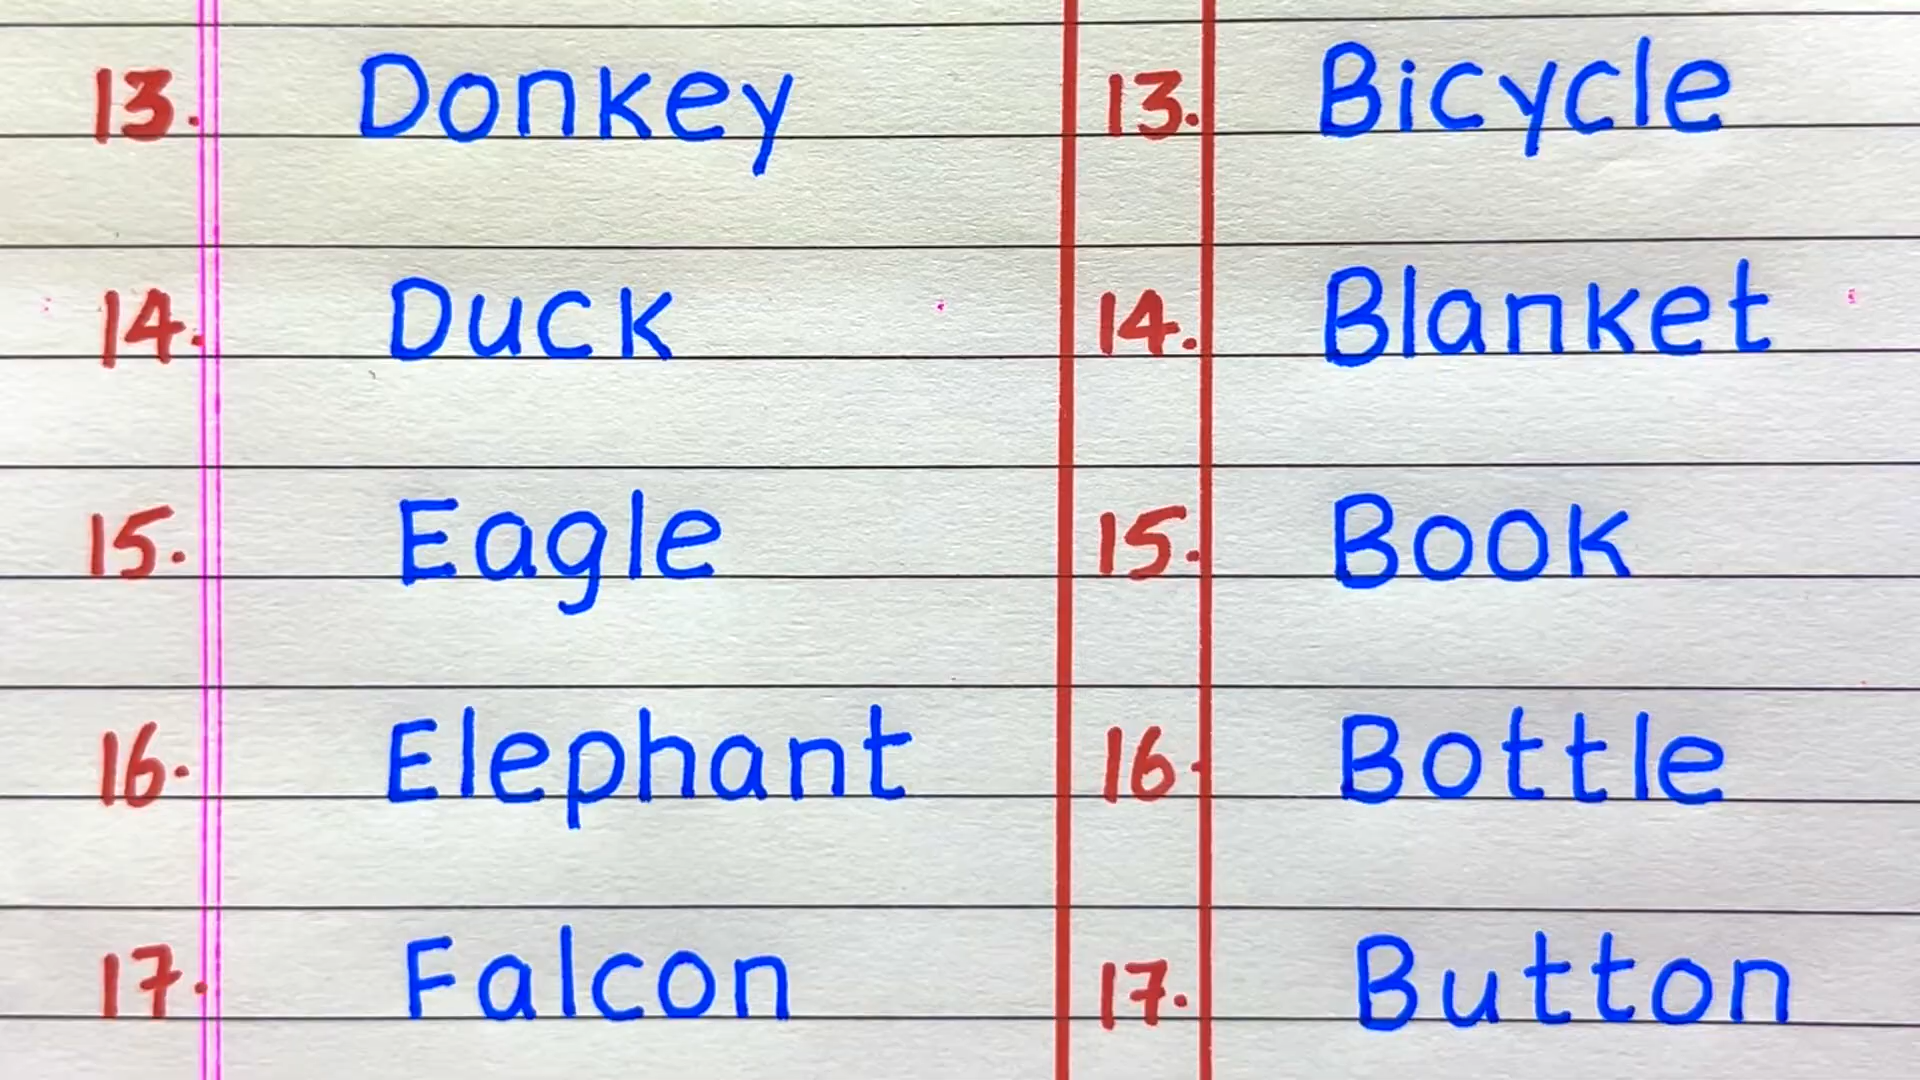 13. Donkey 13. Bicycle
14. Duck 14. Blanket
15. Eagle 15. Book
16. Elephant 16. Bottle
17. Falcon 17. Button